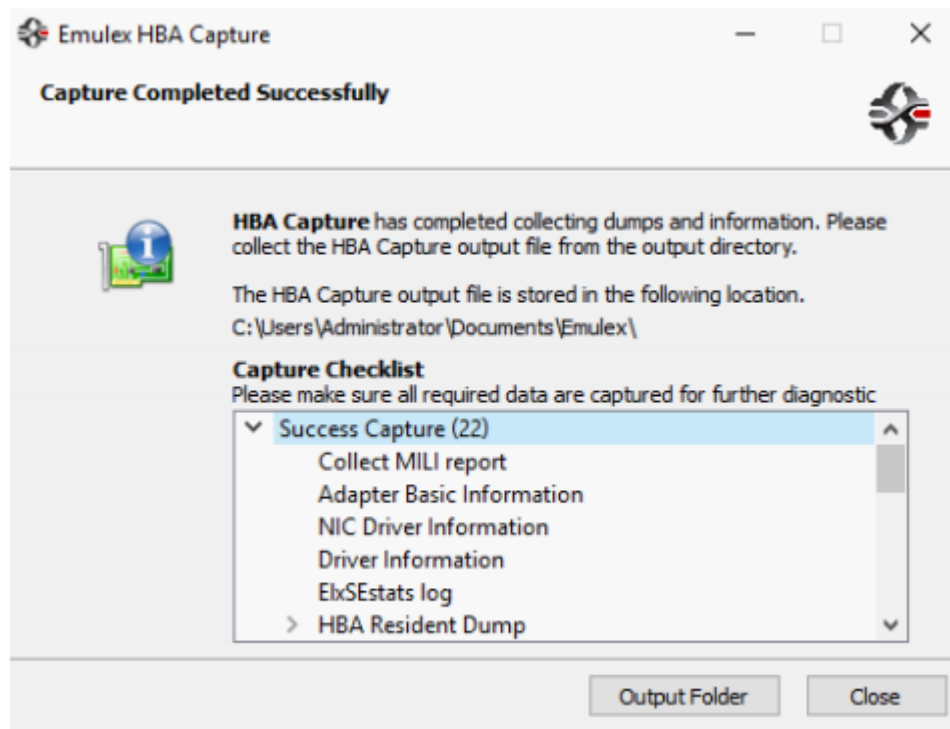 Emulex HBA Capture
Capture Completed Successfully
HBA Capture has completed collecting dumps and information. Please
collect the HBA Capture output file from the output directory.
The HBA Capture output file is stored in the following location.
C:\Users\Administrator\Documents\Emulex\
Capture Checklist
Please make sure all required data are captured for further diagnostic
Success Capture (22)
Collect MILI report
Adapter Basic Information
NIC Driver Information
Driver Information
ElxSEstats log
HBA Resident Dump
Output Folder
Close